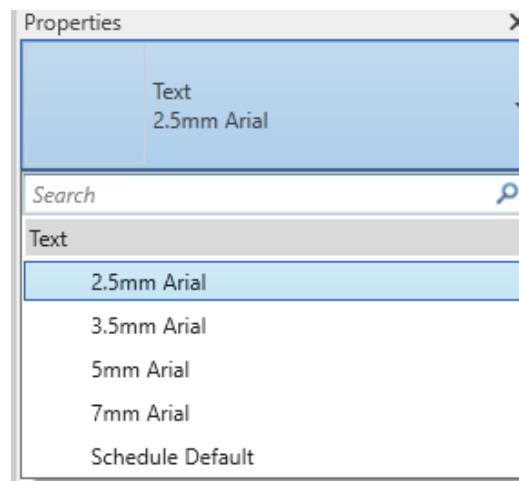 Properties
Text
2.5mm Arial
Search
Text
2.5mm Arial
3.5mm Arial
5mm Arial
7mm Arial
Schedule Default